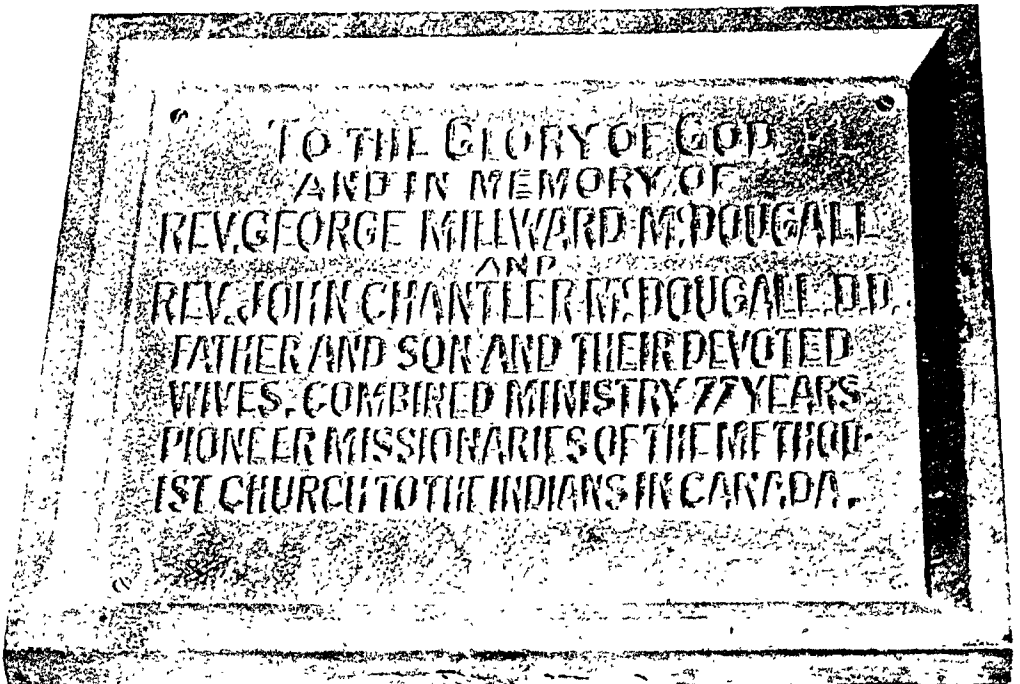 TO THE GLORY OF GOD
AND IN MEMORY OF
REV. GEORGE MILLWARD McDOUGALL
AND
REV. JOHN CHANTLER McDOUGALL. D.D.
FATHER AND SON AND THEIR DEVOTED
WIVES. COMBINED MINISTRY 77 YEARS
PIONEER MISSIONARIES OF THE METHOD-
IST CHURCH TO THE INDIANS IN CANADA.